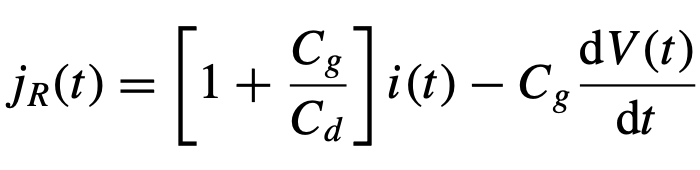 j_R(t) = [1 + C_g/C_d] i(t) − C_g dV(t)/dt